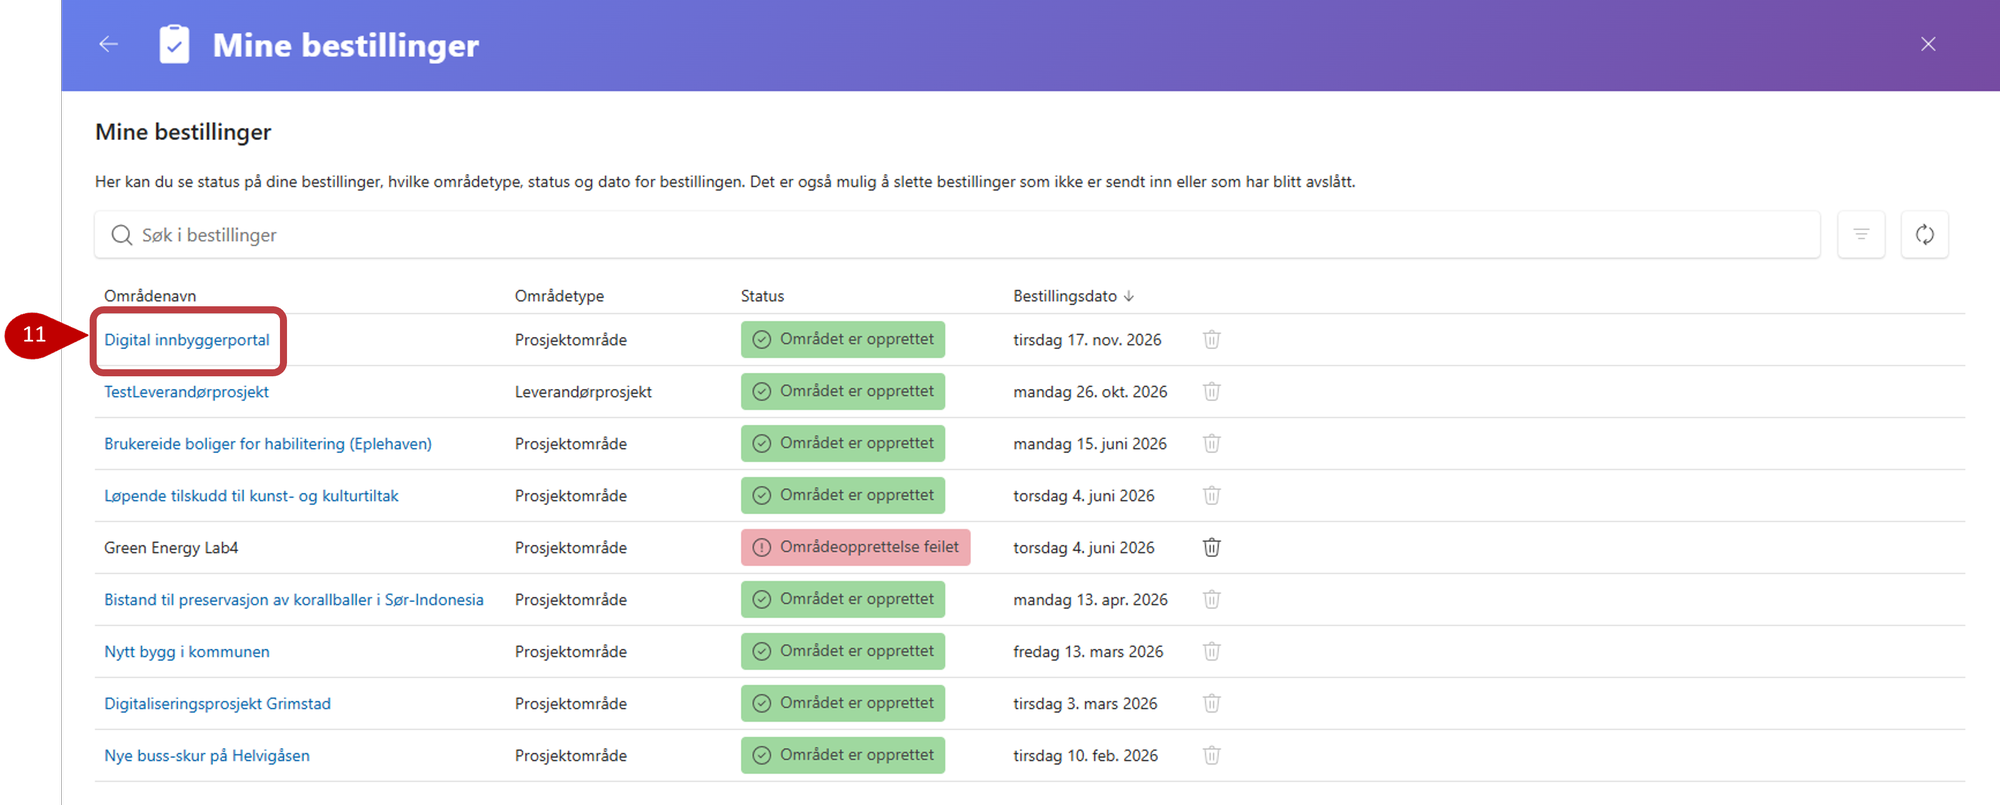 Mine bestillinger
Mine bestillinger
Her kan du se status på dine bestillinger, hvilke områdetype, status og dato for bestillingen. Det er også mulig å slette bestillinger som ikke er sendt inn eller som har blitt avslått.
Søk i bestillinger
Områdenavn Områdetype Status Bestillingsdato
11 Digital innbyggerportal Prosjektområde Området er opprettet tirsdag 17. nov. 2026
TestLeverandørprosjekt Leverandørprosjekt Området er opprettet mandag 26. okt. 2026
Brukereide boliger for habilitering (Eplehaven) Prosjektområde Området er opprettet mandag 15. juni 2026
Løpende tilskudd til kunst- og kulturtiltak Prosjektområde Området er opprettet torsdag 4. juni 2026
Green Energy Lab4 Prosjektområde Områdeopprettelse feilet torsdag 4. juni 2026
Bistand til preservasjon av korallballer i Sør-Indonesia Prosjektområde Området er opprettet mandag 13. apr. 2026
Nytt bygg i kommunen Prosjektområde Området er opprettet fredag 13. mars 2026
Digitaliseringsprosjekt Grimstad Prosjektområde Området er opprettet tirsdag 3. mars 2026
Nye buss-skur på Helvigåsen Prosjektområde Området er opprettet tirsdag 10. feb. 2026